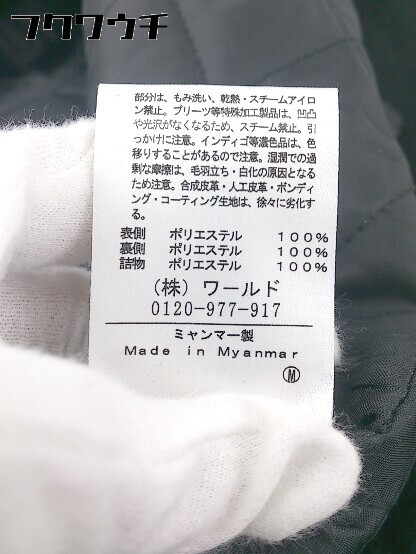 フクウウチ
部分は、もみ洗い、乾熱・スチームアイロ
ン禁止。プリーツ等特殊加工製品は、凹凸
や光沢がなくなるため、スチーム禁止。引
っかけに注意。インディゴ等濃色品は、色
移りすることがあるので注意。湿潤での過
剰な摩擦は、毛羽立ち・白化の原因となる
ため注意。合成皮革・人工皮革・ボンディ
ング・コーティング生地は、徐々に劣化す
る。
表側 ポリエステル 100%
裏側 ポリエステル 100%
詰物 ポリエステル 100%
(株) ワールド
0120-977-917
ミャンマー製
Made in Myanmar
M